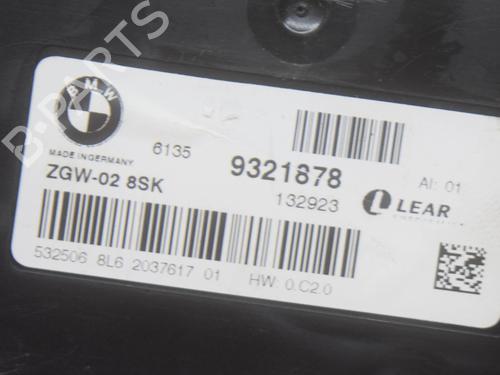 BMW
MADE IN GERMANY
6135
9321878
AI: 01
ZGW-02 8SK
132923
LEAR
532506 8L6 2037617 01
HW: 0.C2.0
B-PARTS